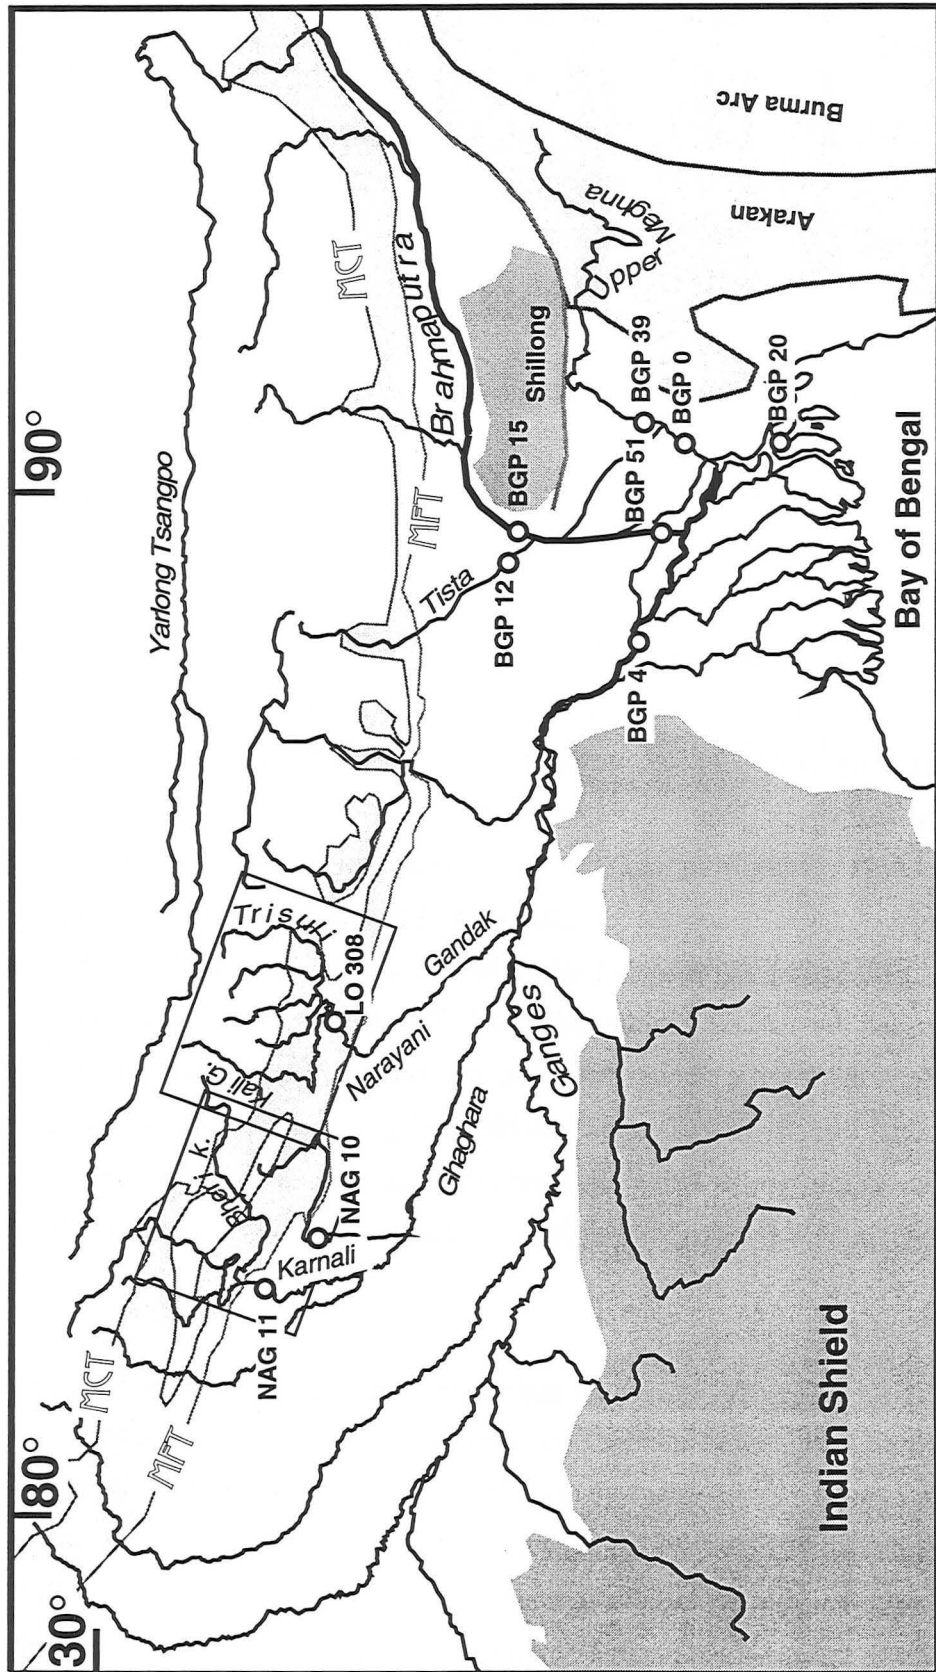 80°
90°
30°
Yarlong Tsangpo
MCT
MFT
MCT
MFT
Brahmaputra
Tista
Trisuli
Kali G.
Bheri k.
LO 308
NAG 10
NAG 11
Karnali
Narayani
Gandak
Ghaghara
Ganges
BGP 12
BGP 15
BGP 4
BGP 51
BGP 39
BGP 0
BGP 20
Shillong
Upper Meghna
Arakan
Burma Arc
Indian Shield
Bay of Bengal